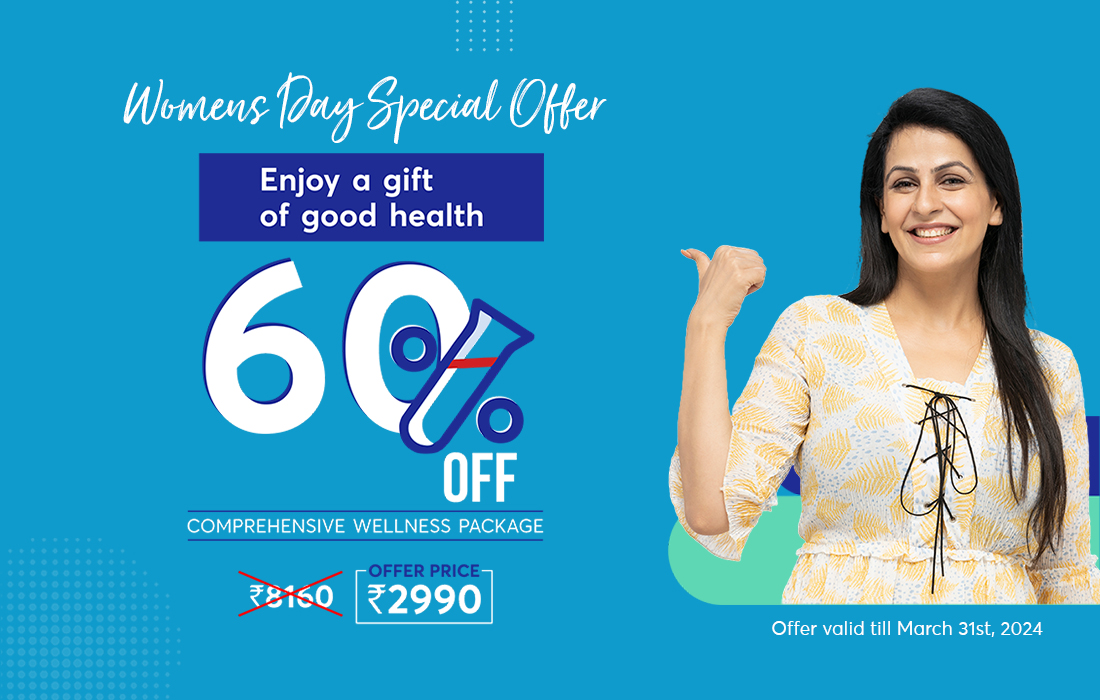 Womens Day Special Offer
Enjoy a gift
of good health
60%
OFF
COMPREHENSIVE WELLNESS PACKAGE
₹8160
OFFER PRICE
₹2990
Offer valid till March 31st, 2024